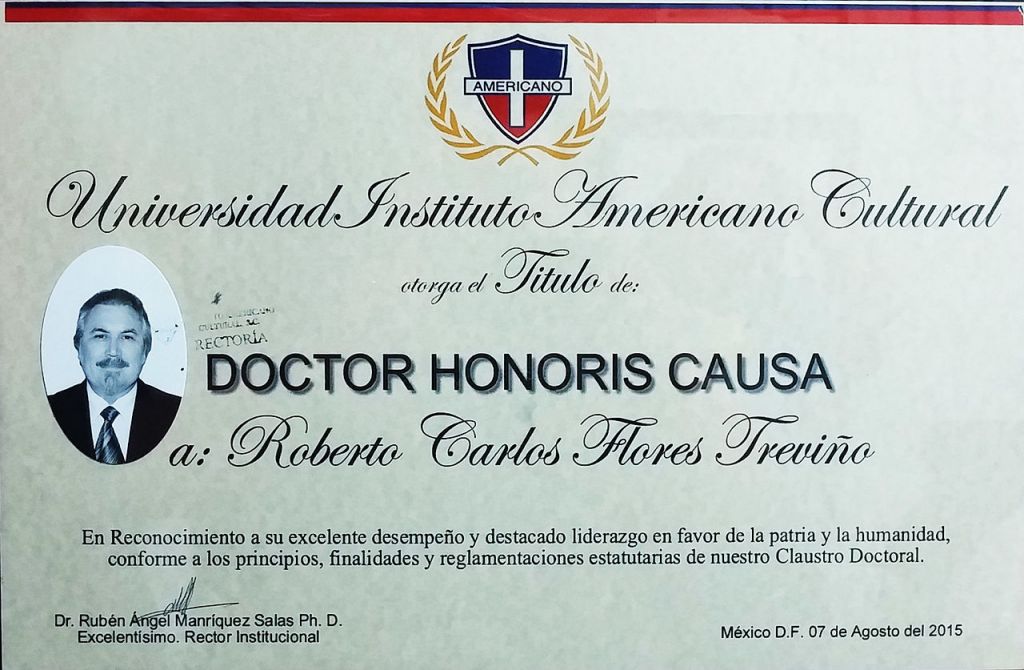 AMERICANO
Universidad Instituto Americano Cultural
otorga el Titulo de:
CULTURAL
RECTORÍA
DOCTOR HONORIS CAUSA
a: Roberto Carlos Flores Treviño
En Reconocimiento a su excelente desempeño y destacado liderazgo en favor de la patria y la humanidad,
conforme a los principios, finalidades y reglamentaciones estatutarias de nuestro Claustro Doctoral.
Dr. Rubén Ángel Manríquez Salas Ph. D.
Excelentísimo. Rector Institucional
México D.F. 07 de Agosto del 2015